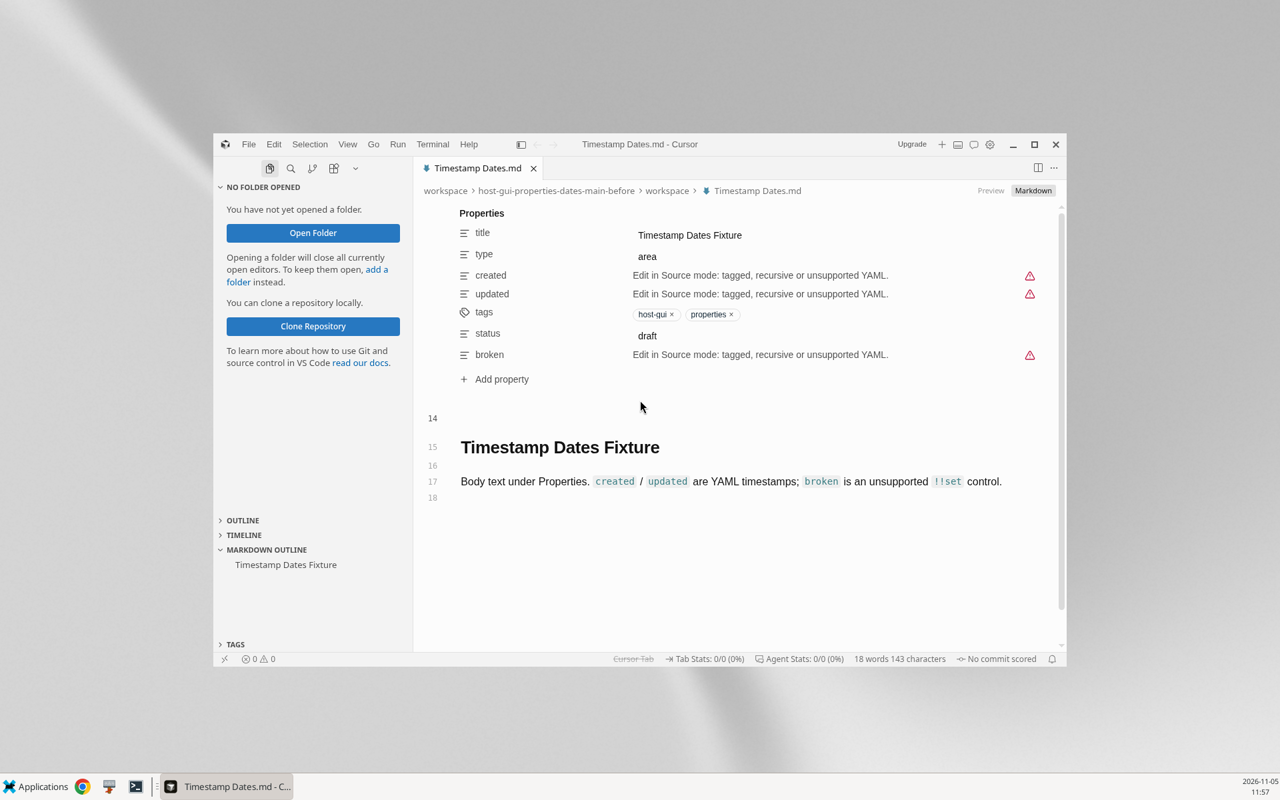 File Edit Selection View Go Run Terminal Help
Timestamp Dates.md - Cursor
Upgrade
NO FOLDER OPENED
You have not yet opened a folder.
Open Folder
Opening a folder will close all currently
open editors. To keep them open, add a
folder instead.
You can clone a repository locally.
Clone Repository
To learn more about how to use Git and
source control in VS Code read our docs.
OUTLINE
TIMELINE
MARKDOWN OUTLINE
Timestamp Dates Fixture
TAGS
Timestamp Dates.md
workspace > host-gui-properties-dates-main-before > workspace > Timestamp Dates.md
Preview Markdown
Properties
title Timestamp Dates Fixture
type area
created Edit in Source mode: tagged, recursive or unsupported YAML.
updated Edit in Source mode: tagged, recursive or unsupported YAML.
tags host-gui × properties ×
status draft
broken Edit in Source mode: tagged, recursive or unsupported YAML.
+ Add property
14
15 Timestamp Dates Fixture
16
17 Body text under Properties. created / updated are YAML timestamps; broken is an unsupported !!set control.
18
0 0
Cursor Tab Tab Stats: 0/0 (0%) Agent Stats: 0/0 (0%) 18 words 143 characters No commit scored
Applications
Timestamp Dates.md - C...
2026-11-05
11:57